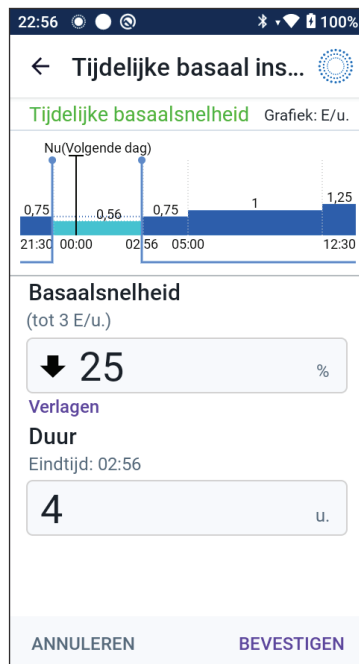 22:56 100%
Tijdelijke basaal ins...
Tijdelijke basaalsnelheid Grafiek: E/u.
Nu(Volgende dag)
0,75 0,56 0,75 1 1,25
21:30 00:00 02:56 05:00 12:30
Basaalsnelheid
(tot 3 E/u.)
25 %
Verlagen
Duur
Eindtijd: 02:56
4 u.
ANNULEREN BEVESTIGEN